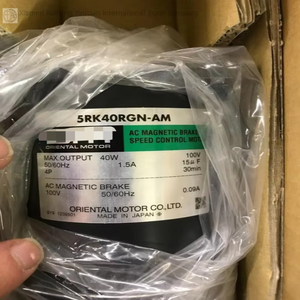 5RK40RGN-AM
ORIENTAL MOTOR
AC MAGNETIC BRAKE
SPEED CONTROL MOT
MAX.OUTPUT 40W 100V
50/60Hz 1.5A 15μF
4P 30min
AC MAGNETIC BRAKE
100V 50/60Hz 0.09A
ORIENTAL MOTOR CO.,LTD.
MADE IN JAPAN